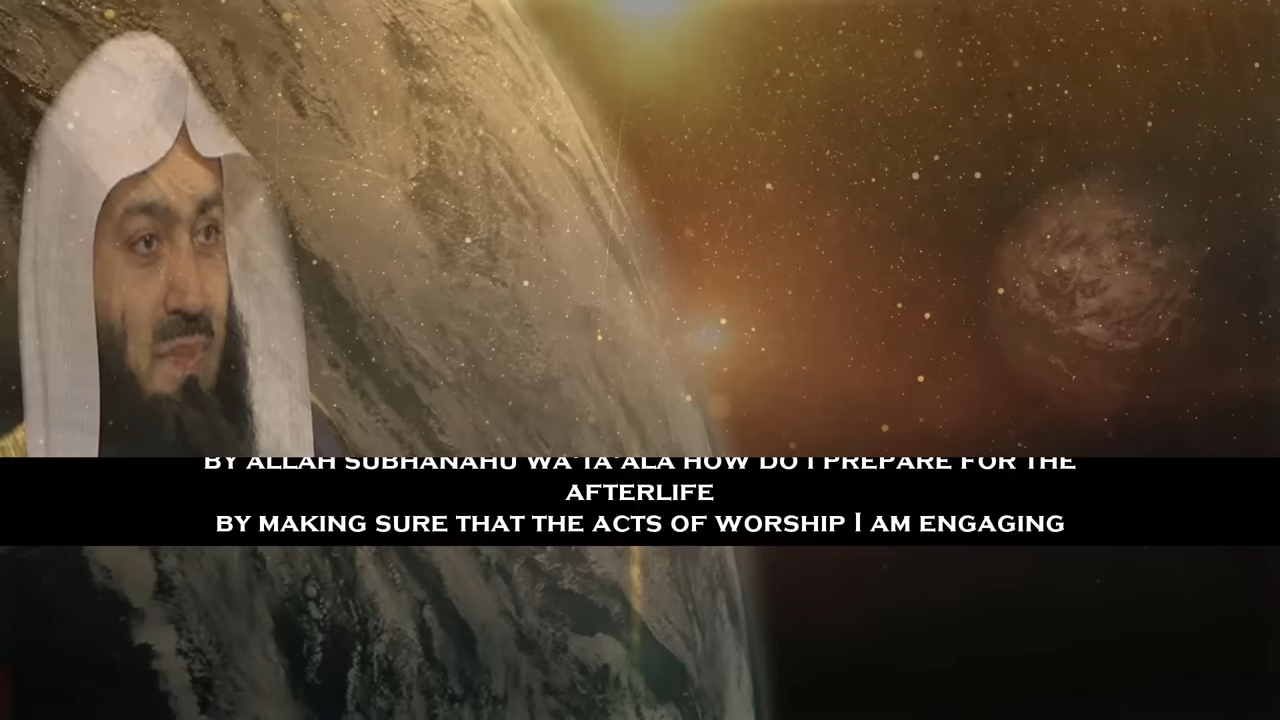 BY ALLAH SUBHANAHU WA'TA'ALA HOW DO I PREPARE FOR THE
AFTERLIFE
BY MAKING SURE THAT THE ACTS OF WORSHIP I AM ENGAGING